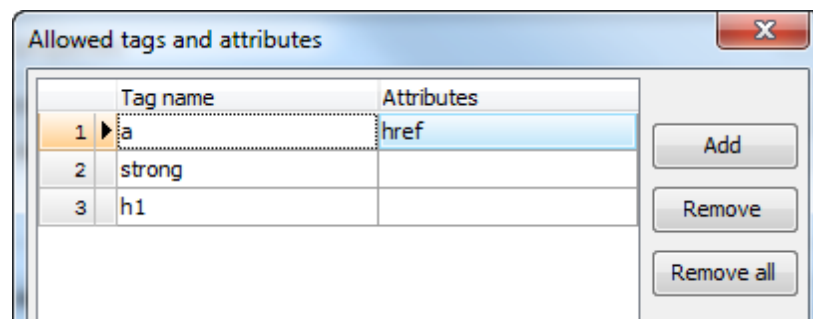 Allowed tags and attributes
Tag name Attributes
1 a href
Add
2 strong
3 h1
Remove
Remove all